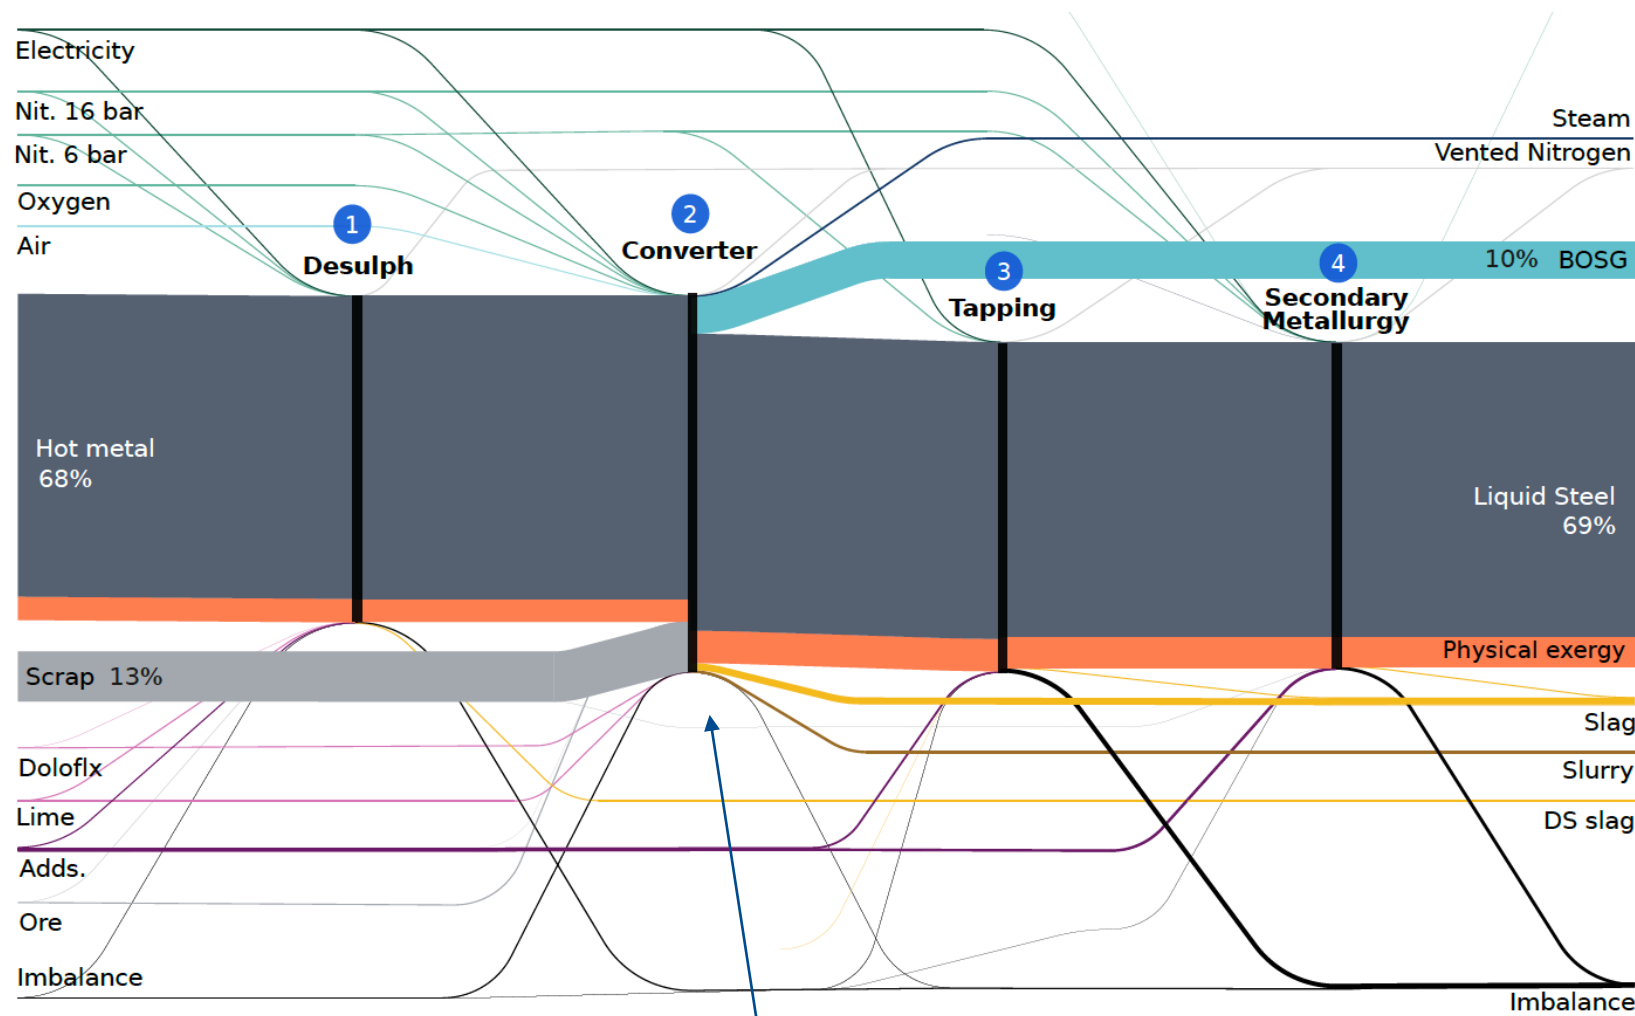 Electricity
Nit. 16 bar
Nit. 6 bar
Oxygen
Air
1
Desulph
2
Converter
3
Tapping
4
Secondary
Metallurgy
Steam
Vented Nitrogen
10% BOSG
Hot metal
68%
Liquid Steel
69%
Physical exergy
Scrap 13%
Slag
Slurry
DS slag
Doloflx
Lime
Adds.
Ore
Imbalance
Imbalance